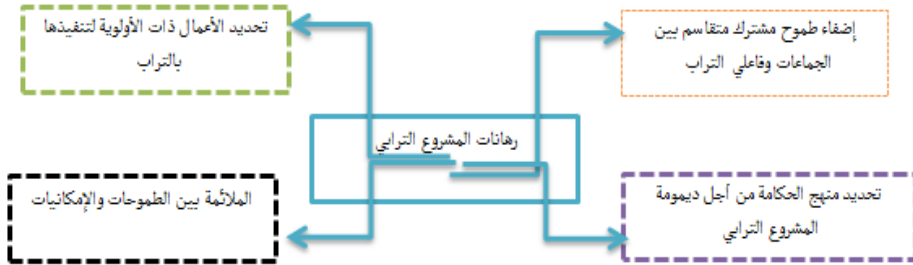 إضفاء طموح مشترك متقاسم بين
الجماعات وفاعلي التراب
تحديد الأعمال ذات الأولوية لتنفيذها
بالتراب
رهانات المشروع الترابي
تحديد منهج الحكامة من أجل ديمومة
المشروع الترابي
الملائمة بين الطموحات والإمكانيات